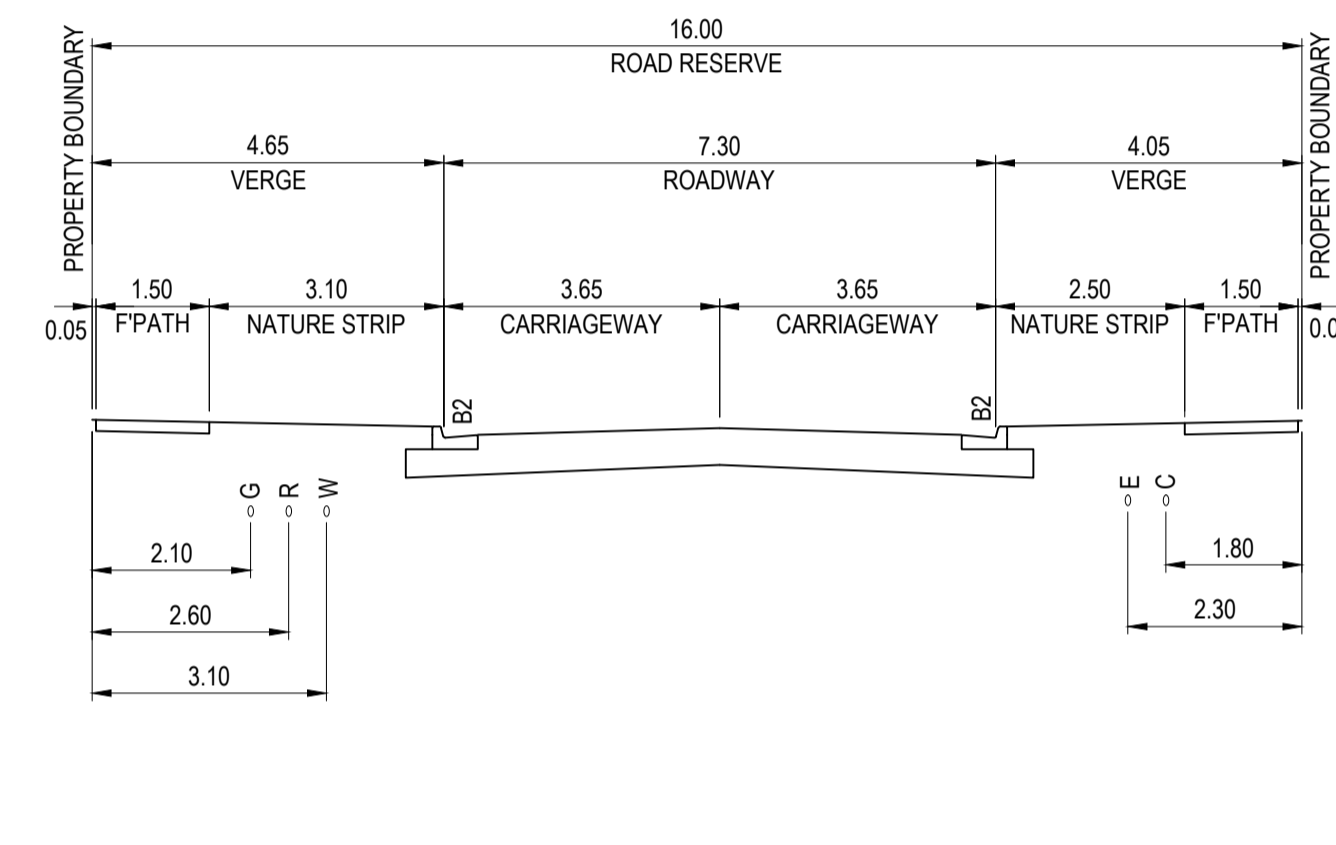 PROPERTY BOUNDARY
16.00
ROAD RESERVE
PROPERTY BOUNDARY
4.65
VERGE
7.30
ROADWAY
4.05
VERGE
0.05
1.50
F'PATH
3.10
NATURE STRIP
3.65
CARRIAGEWAY
3.65
CARRIAGEWAY
2.50
NATURE STRIP
1.50
F'PATH
B2
B2
G
R
W
E
C
2.10
2.60
3.10
1.80
2.30